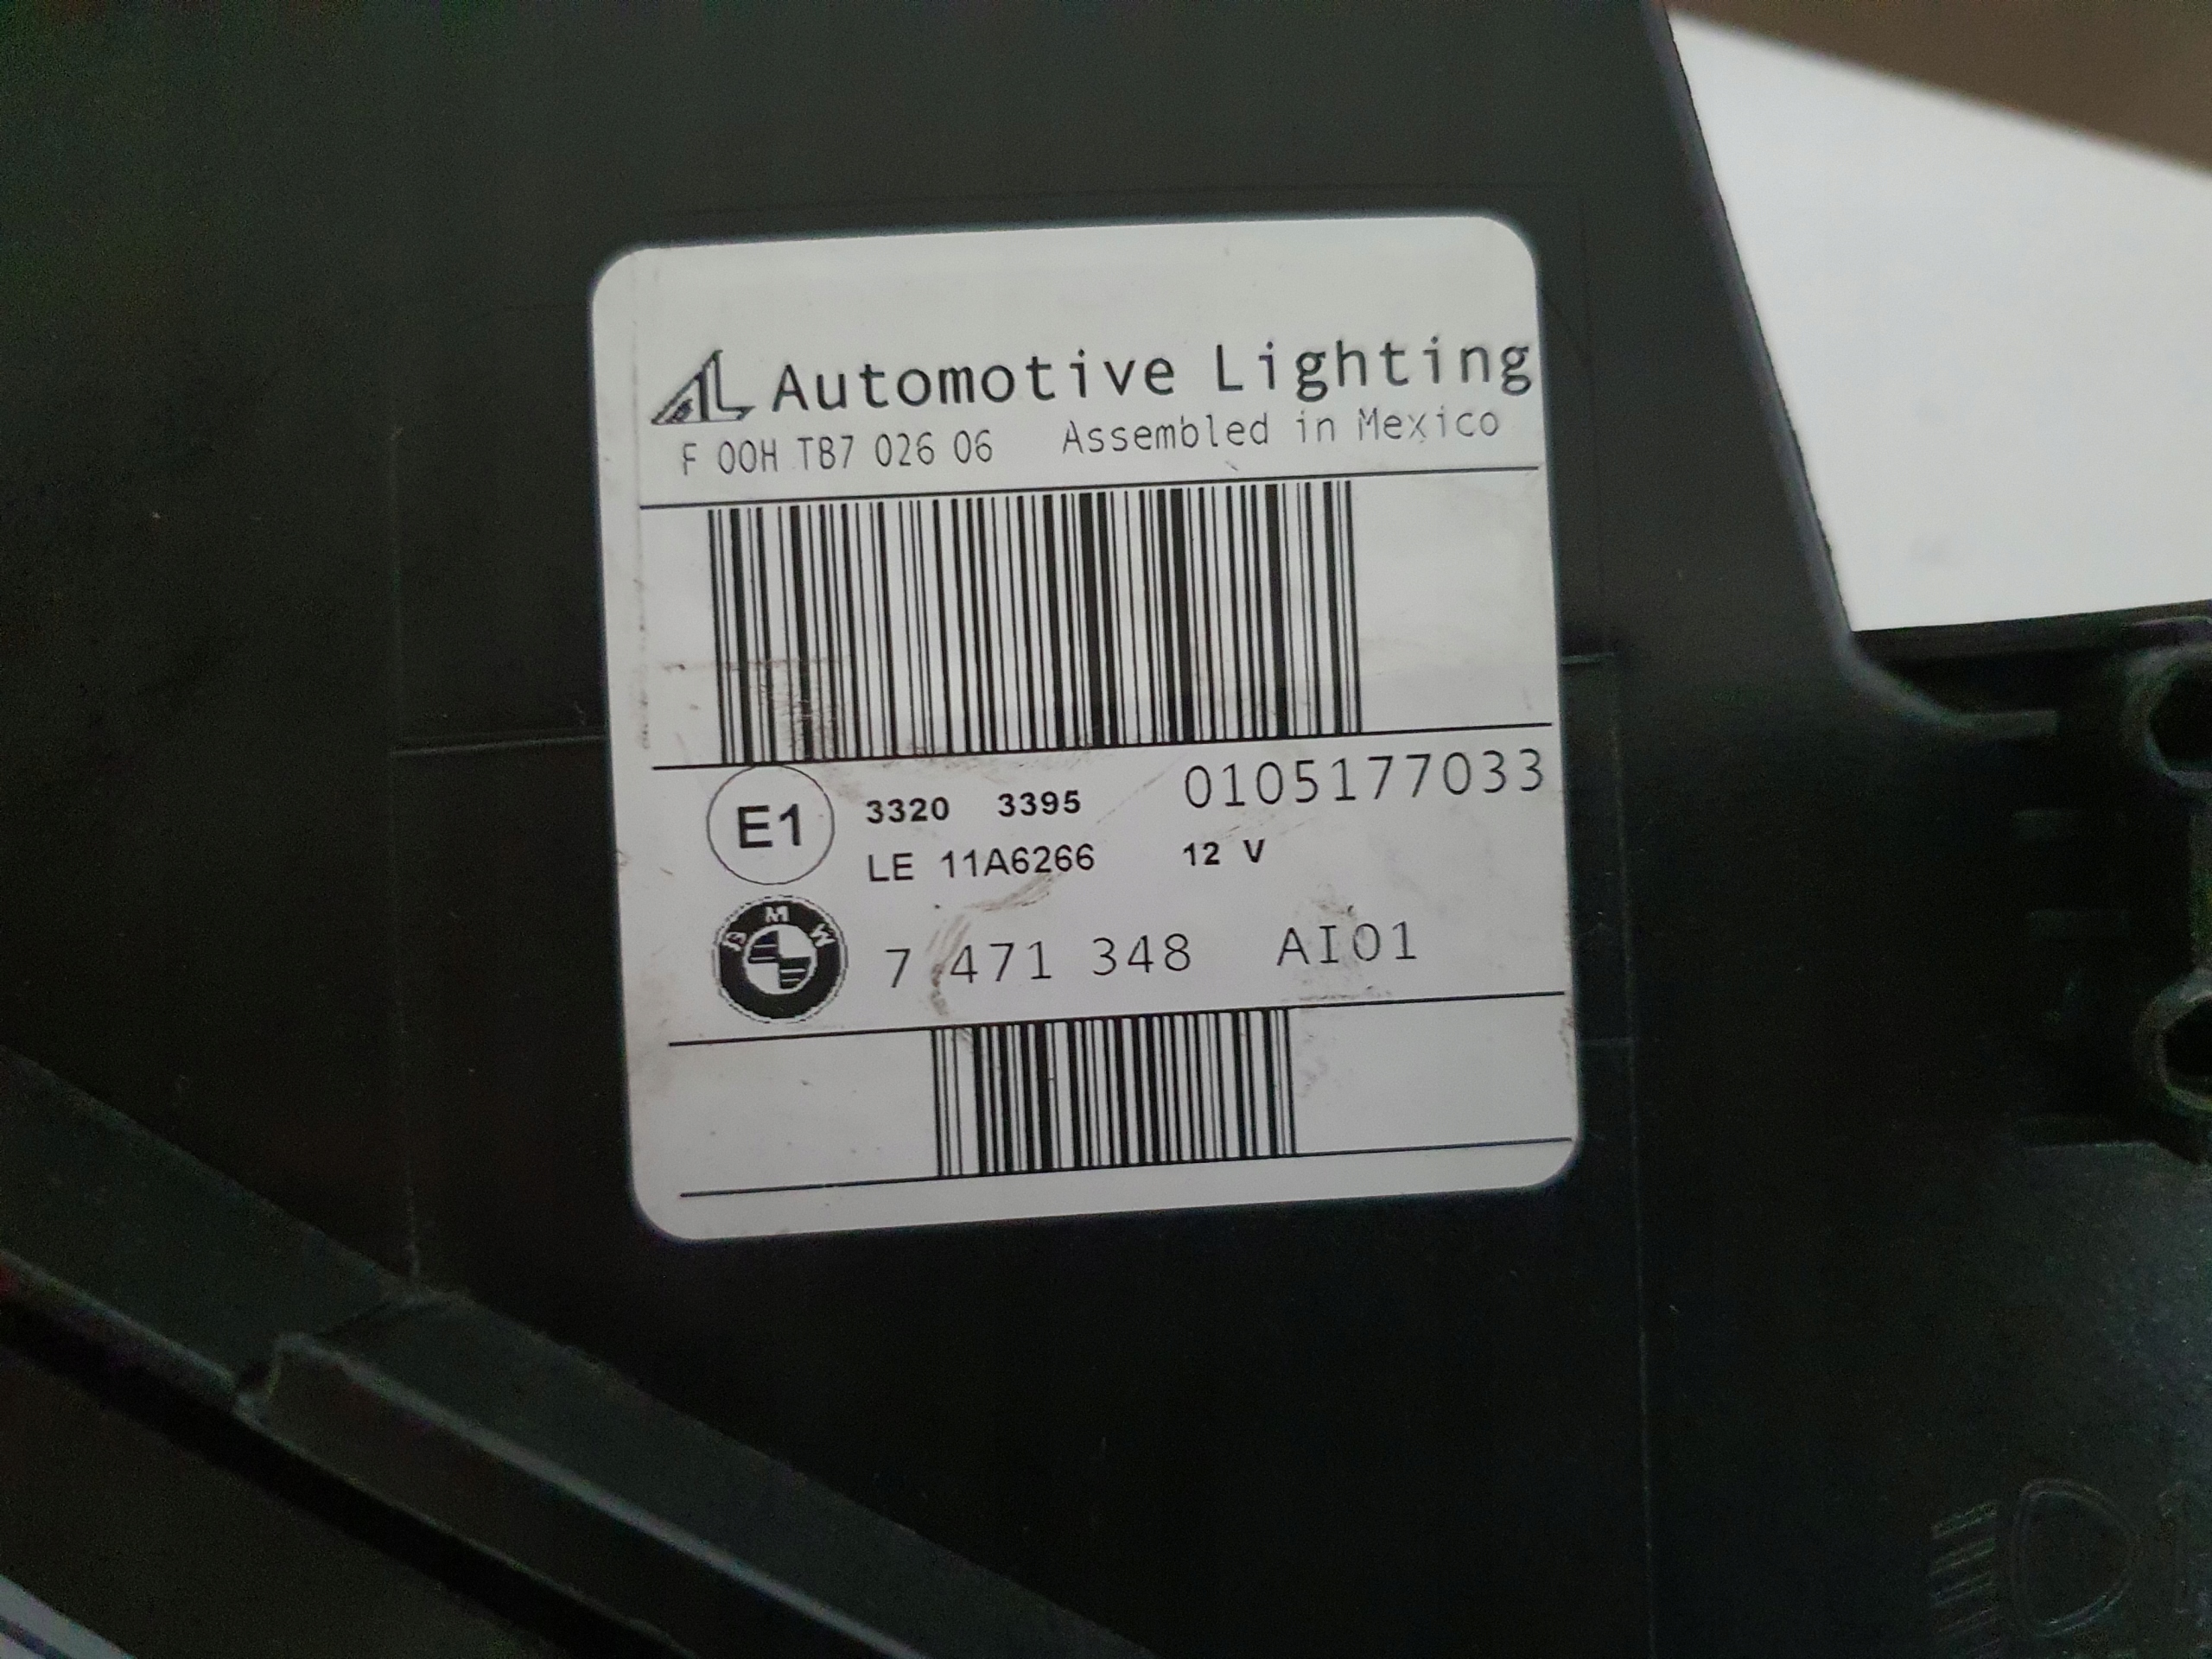 AL Automotive Lighting
F 00H TB7 026 06 Assembled in Mexico
E1 3320 3395 0105177033
LE 11A6266 12 V
BMW 7 471 348 AI01